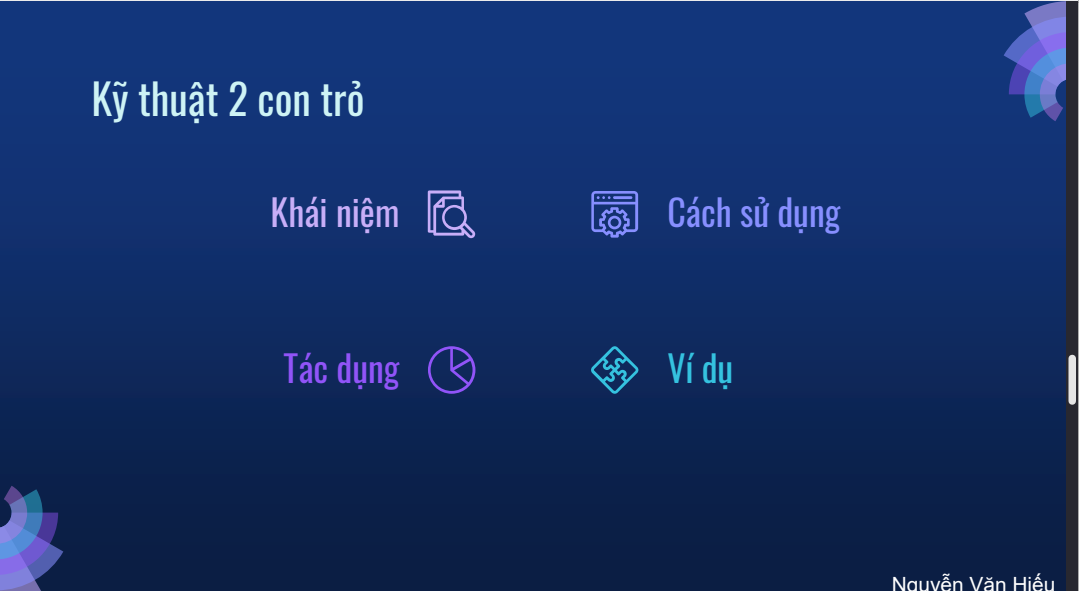 Kỹ thuật 2 con trỏ
Khái niệm
Cách sử dụng
Tác dụng
Ví dụ
Nguyễn Văn Hiếu